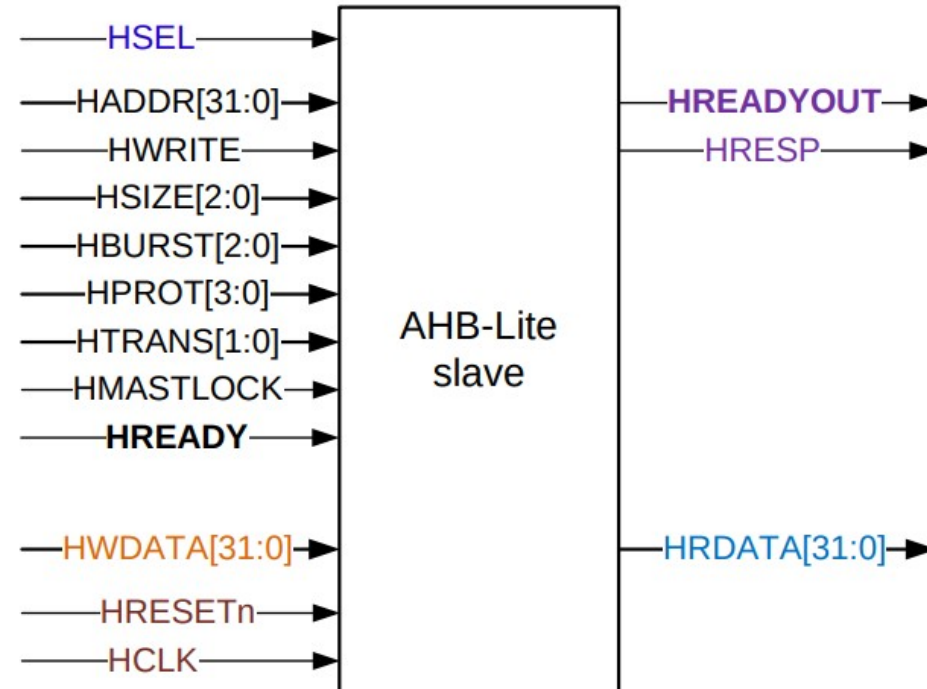 HSEL
HADDR[31:0]
HWRITE
HSIZE[2:0]
HBURST[2:0]
HPROT[3:0]
HTRANS[1:0]
HMASTLOCK
HREADY
HWDATA[31:0]
HRESETn
HCLK
AHB-Lite
slave
HREADYOUT
HRESP
HRDATA[31:0]